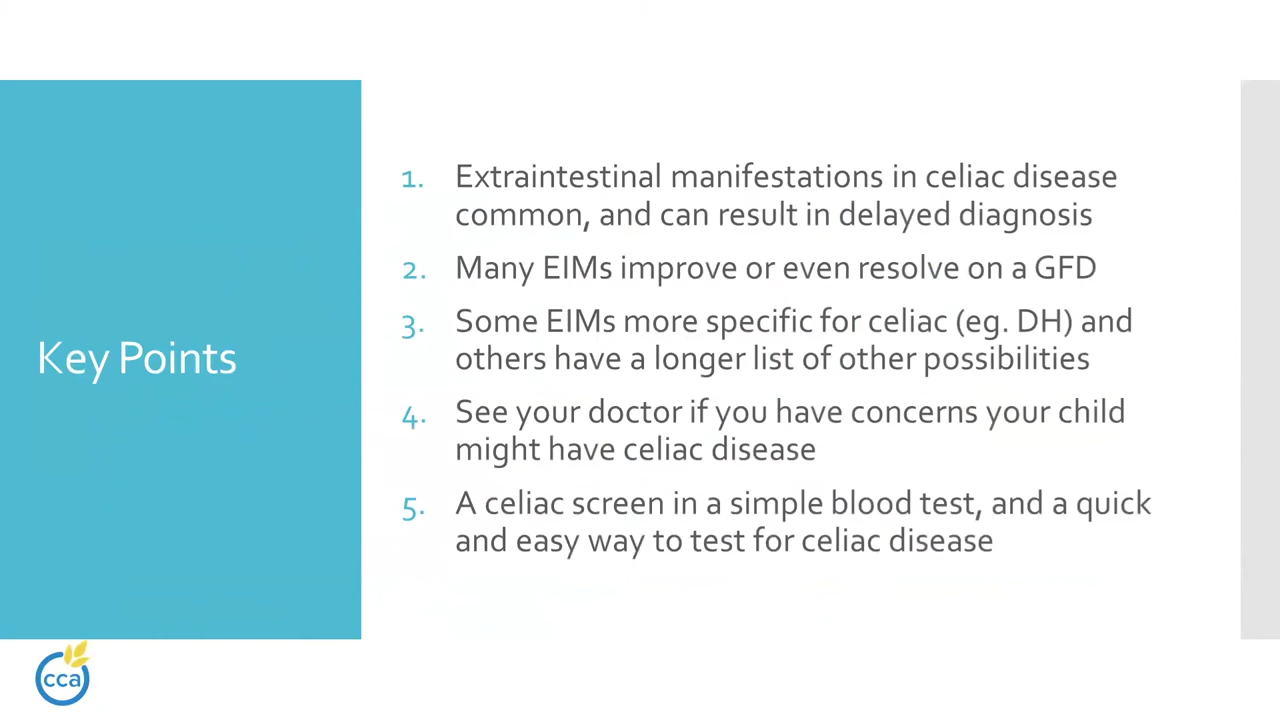 Key Points
1. Extraintestinal manifestations in celiac disease
common, and can result in delayed diagnosis
2. Many EIMs improve or even resolve on a GFD
3. Some EIMs more specific for celiac (eg. DH) and
others have a longer list of other possibilities
4. See your doctor if you have concerns your child
might have celiac disease
5. A celiac screen in a simple blood test, and a quick
and easy way to test for celiac disease
cca